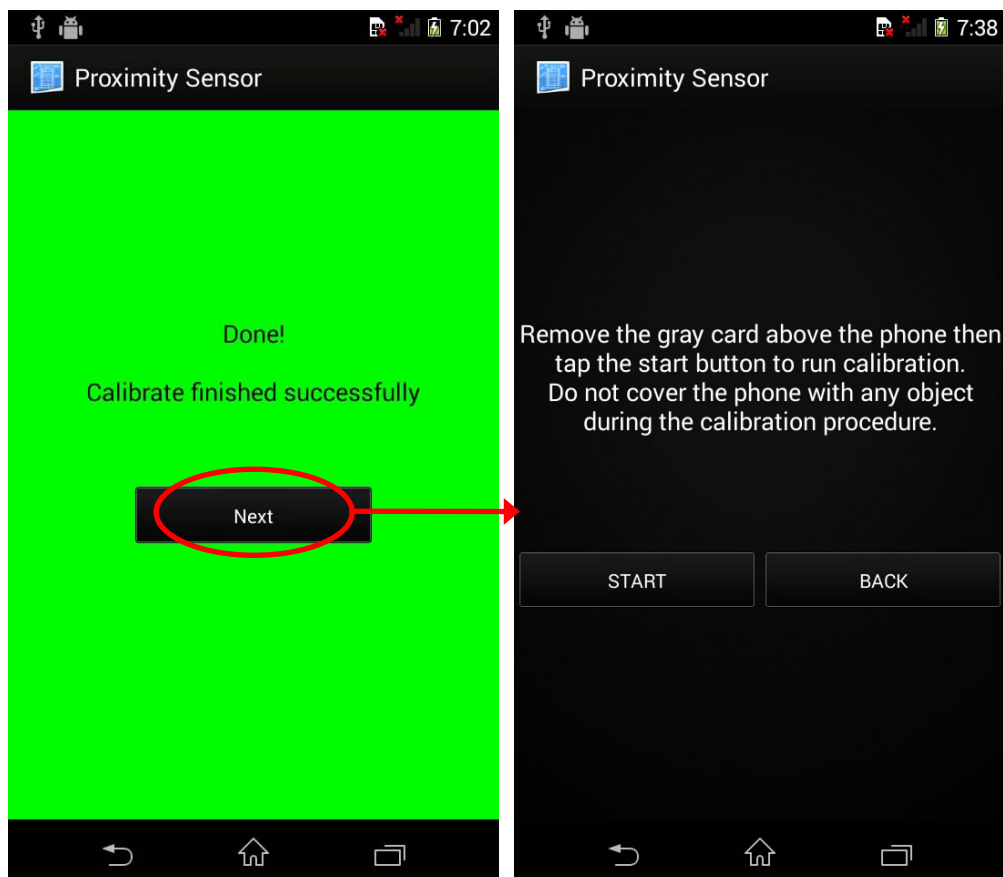 7:02
Proximity Sensor
Done!
Calibrate finished successfully
Next
7:38
Proximity Sensor
Remove the gray card above the phone then
tap the start button to run calibration.
Do not cover the phone with any object
during the calibration procedure.
START
BACK